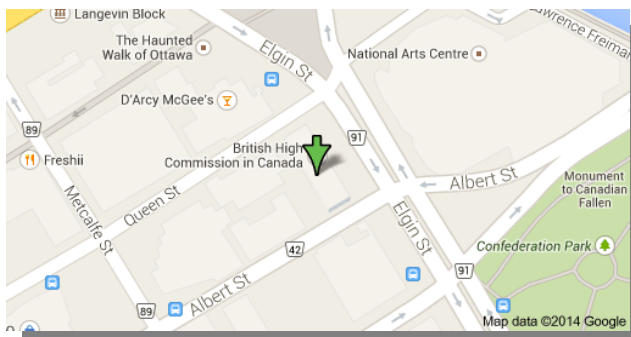 Langevin Block
The Haunted
Walk of Ottawa
Elgin St
National Arts Centre
Lawrence Freiman
D'Arcy McGee's
89
91
British High
Commission in Canada
Freshii
Metcalfe St
Queen St
Albert St
Monument
to Canadian
Fallen
Elgin St
42
Confederation Park
91
89
Albert St
Map data ©2014 Google